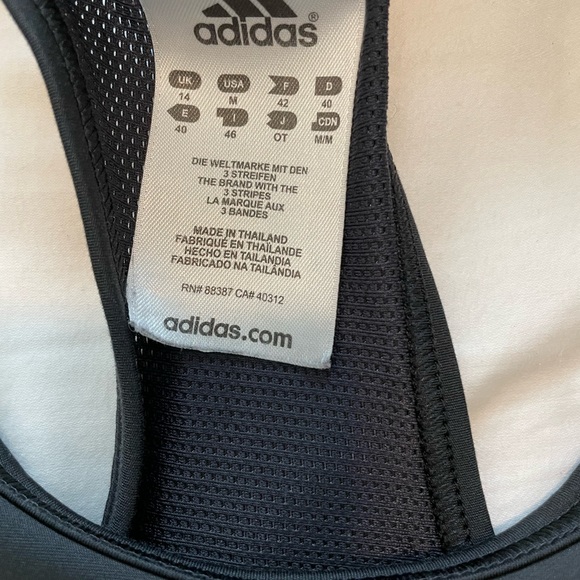 adidas®
UK USA F D
14 M 42 40
E I J CDN
40 46 OT M/M
DIE WELTMARKE MIT DEN
3 STREIFEN
THE BRAND WITH THE
3 STRIPES
LA MARQUE AUX
3 BANDES
MADE IN THAILAND
FABRIQUÉ EN THAÏLANDE
HECHO EN TAILANDIA
FABRICADO NA TAILÂNDIA
RN# 88387 CA# 40312
adidas.com